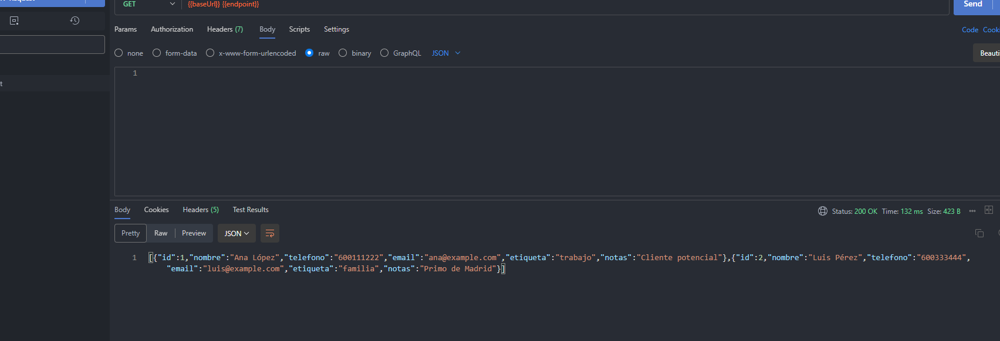 GET {{baseUrl}} {{endpoint}} Send
Params Authorization Headers (7) Body Scripts Settings Code
none form-data x-www-form-urlencoded raw binary GraphQL JSON
1
Body Cookies Headers (5) Test Results Status: 200 OK Time: 132 ms Size: 423 B
Pretty Raw Preview JSON
1 [{"id":1,"nombre":"Ana López","telefono":"600111222","email":"ana@example.com","etiqueta":"trabajo","notas":"Cliente potencial"},{"id":2,"nombre":"Luis Pérez","telefono":"600333444",
"email":"luis@example.com","etiqueta":"familia","notas":"Primo de Madrid"}]